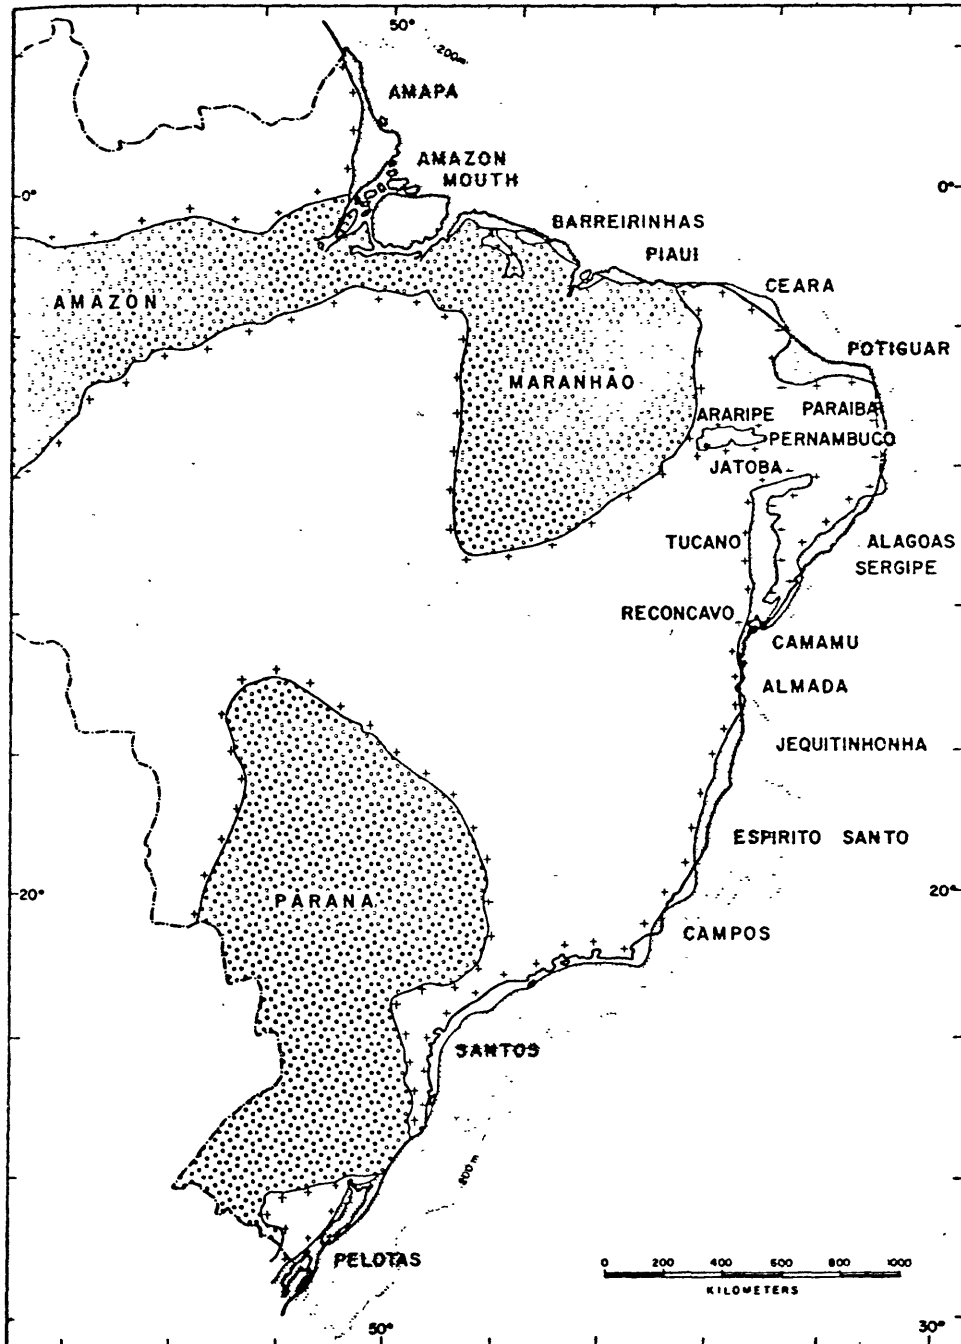 50°
200m
AMAPA
AMAZON
MOUTH
0°
0°
BARREIRINHAS
PIAUI
CEARA
AMAZON
POTIGUAR
MARANHÃO
ARARIPE
PARAIBA
PERNAMBUCO
JATOBA
TUCANO
ALAGOAS
SERGIPE
RECONCAVO
CAMAMU
ALMADA
JEQUITINHONHA
ESPIRITO SANTO
20°
PARANA
20°
CAMPOS
SANTOS
PELOTAS
0 200 400 600 800 1000
KILOMETERS
50°
30°